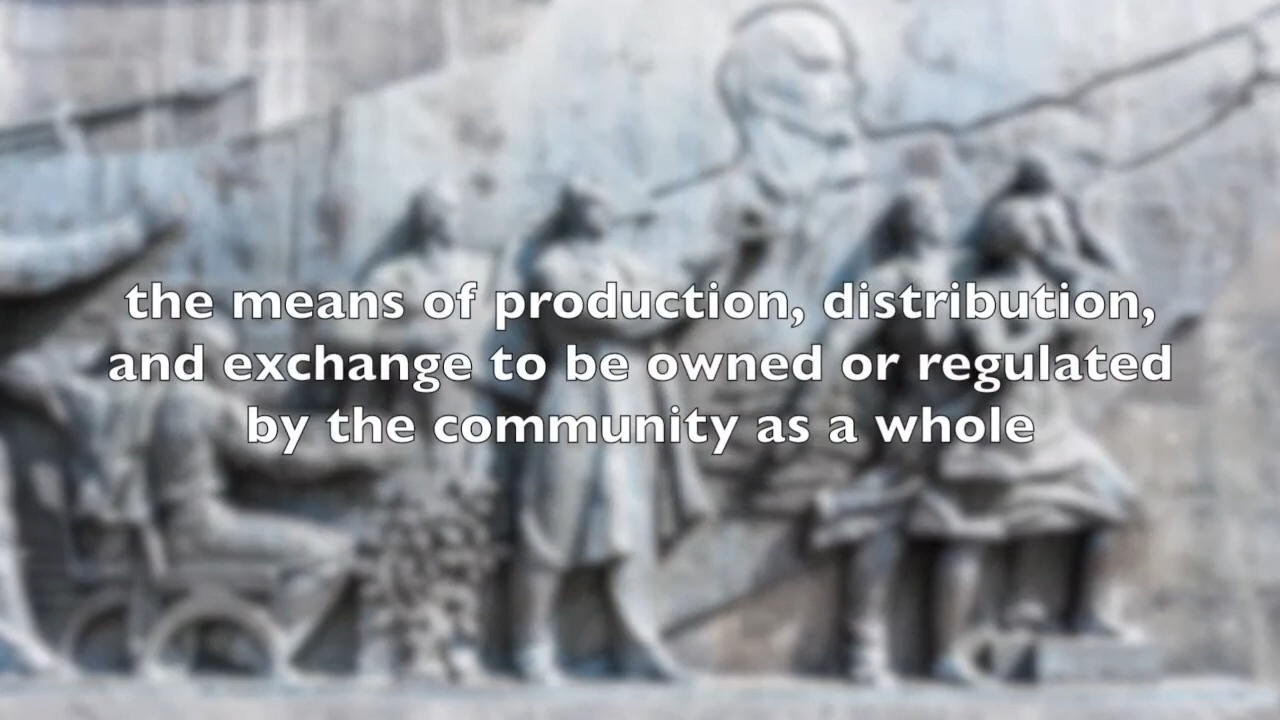 the means of production, distribution,
and exchange to be owned or regulated
by the community as a whole